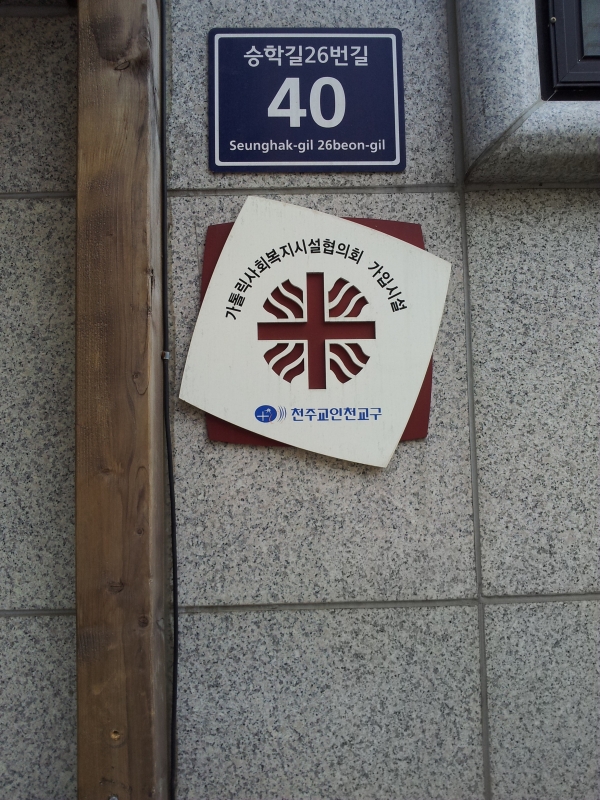 승학길26번길
40
Seunghak-gil 26beon-gil
가톨릭사회복지시설협의회 가입시설
천주교인천교구